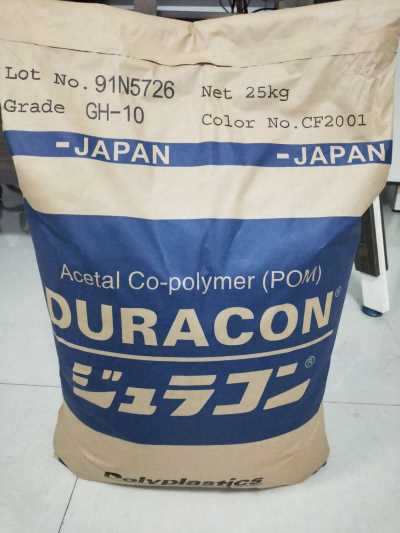 Lot No. 91N5726 Net 25kg
Grade GH-10 Color No.CF2001
-JAPAN -JAPAN
Acetal Co-polymer (POM)
DURACON®
ジュラコン®
Polyplastics